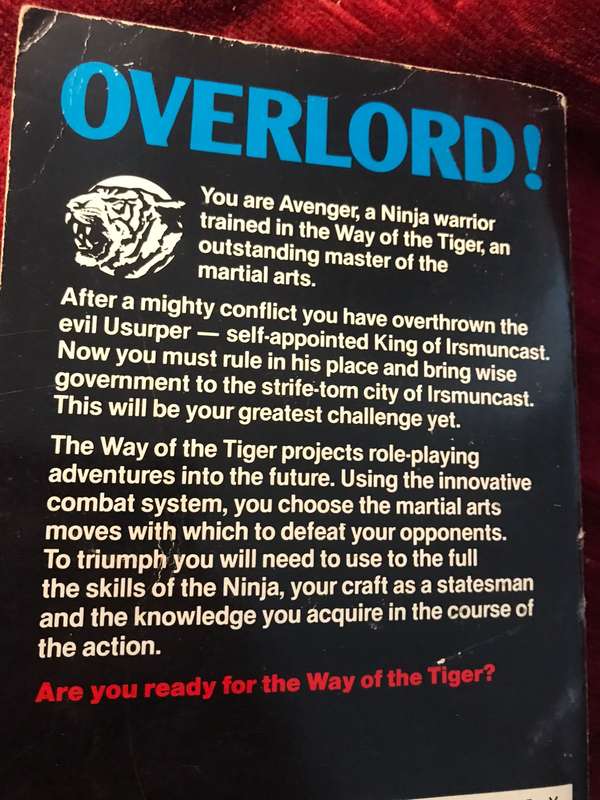 OVERLORD!
You are Avenger, a Ninja warrior
trained in the Way of the Tiger, an
outstanding master of the
martial arts.
After a mighty conflict you have overthrown the
evil Usurper — self-appointed King of Irsmuncast.
Now you must rule in his place and bring wise
government to the strife-torn city of Irsmuncast.
This will be your greatest challenge yet.
The Way of the Tiger projects role-playing
adventures into the future. Using the innovative
combat system, you choose the martial arts
moves with which to defeat your opponents.
To triumph you will need to use to the full
the skills of the Ninja, your craft as a statesman
and the knowledge you acquire in the course of
the action.
Are you ready for the Way of the Tiger?